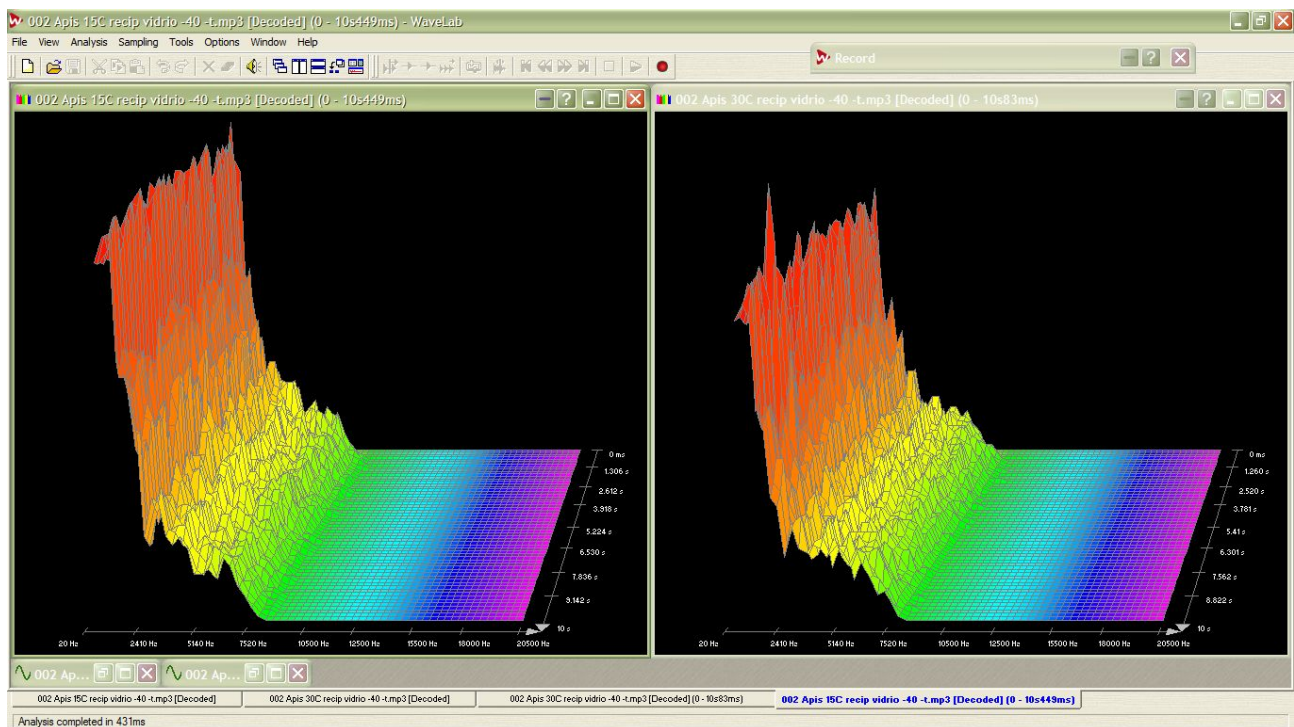 002 Apis 15C recip vidrio -40 -t.mp3 [Decoded] (0 - 10s449ms) - WaveLab
File View Analysis Sampling Tools Options Window Help
Record
002 Apis 15C recip vidrio -40 -t.mp3 [Decoded] (0 - 10s449ms)
0 ms
1.306 s
2.612 s
3.918 s
5.224 s
6.530 s
7.836 s
9.142 s
10 s
20 Hz 2410 Hz 5140 Hz 7520 Hz 10500 Hz 12500 Hz 15500 Hz 18000 Hz 20500 Hz
002 Apis 30C recip vidrio -40 -t.mp3 [Decoded] (0 - 10s83ms)
0 ms
1.260 s
2.520 s
3.781 s
5.41 s
6.301 s
7.562 s
8.822 s
10 s
20 Hz 2410 Hz 5140 Hz 7520 Hz 10500 Hz 12500 Hz 15500 Hz 18000 Hz 20500 Hz
002 Ap... 002 Ap...
002 Apis 15C recip vidrio -40 -t.mp3 [Decoded] 002 Apis 30C recip vidrio -40 -t.mp3 [Decoded] 002 Apis 30C recip vidrio -40 -t.mp3 [Decoded] (0 - 10s83ms) 002 Apis 15C recip vidrio -40 -t.mp3 [Decoded] (0 - 10s449ms)
Analysis completed in 431ms